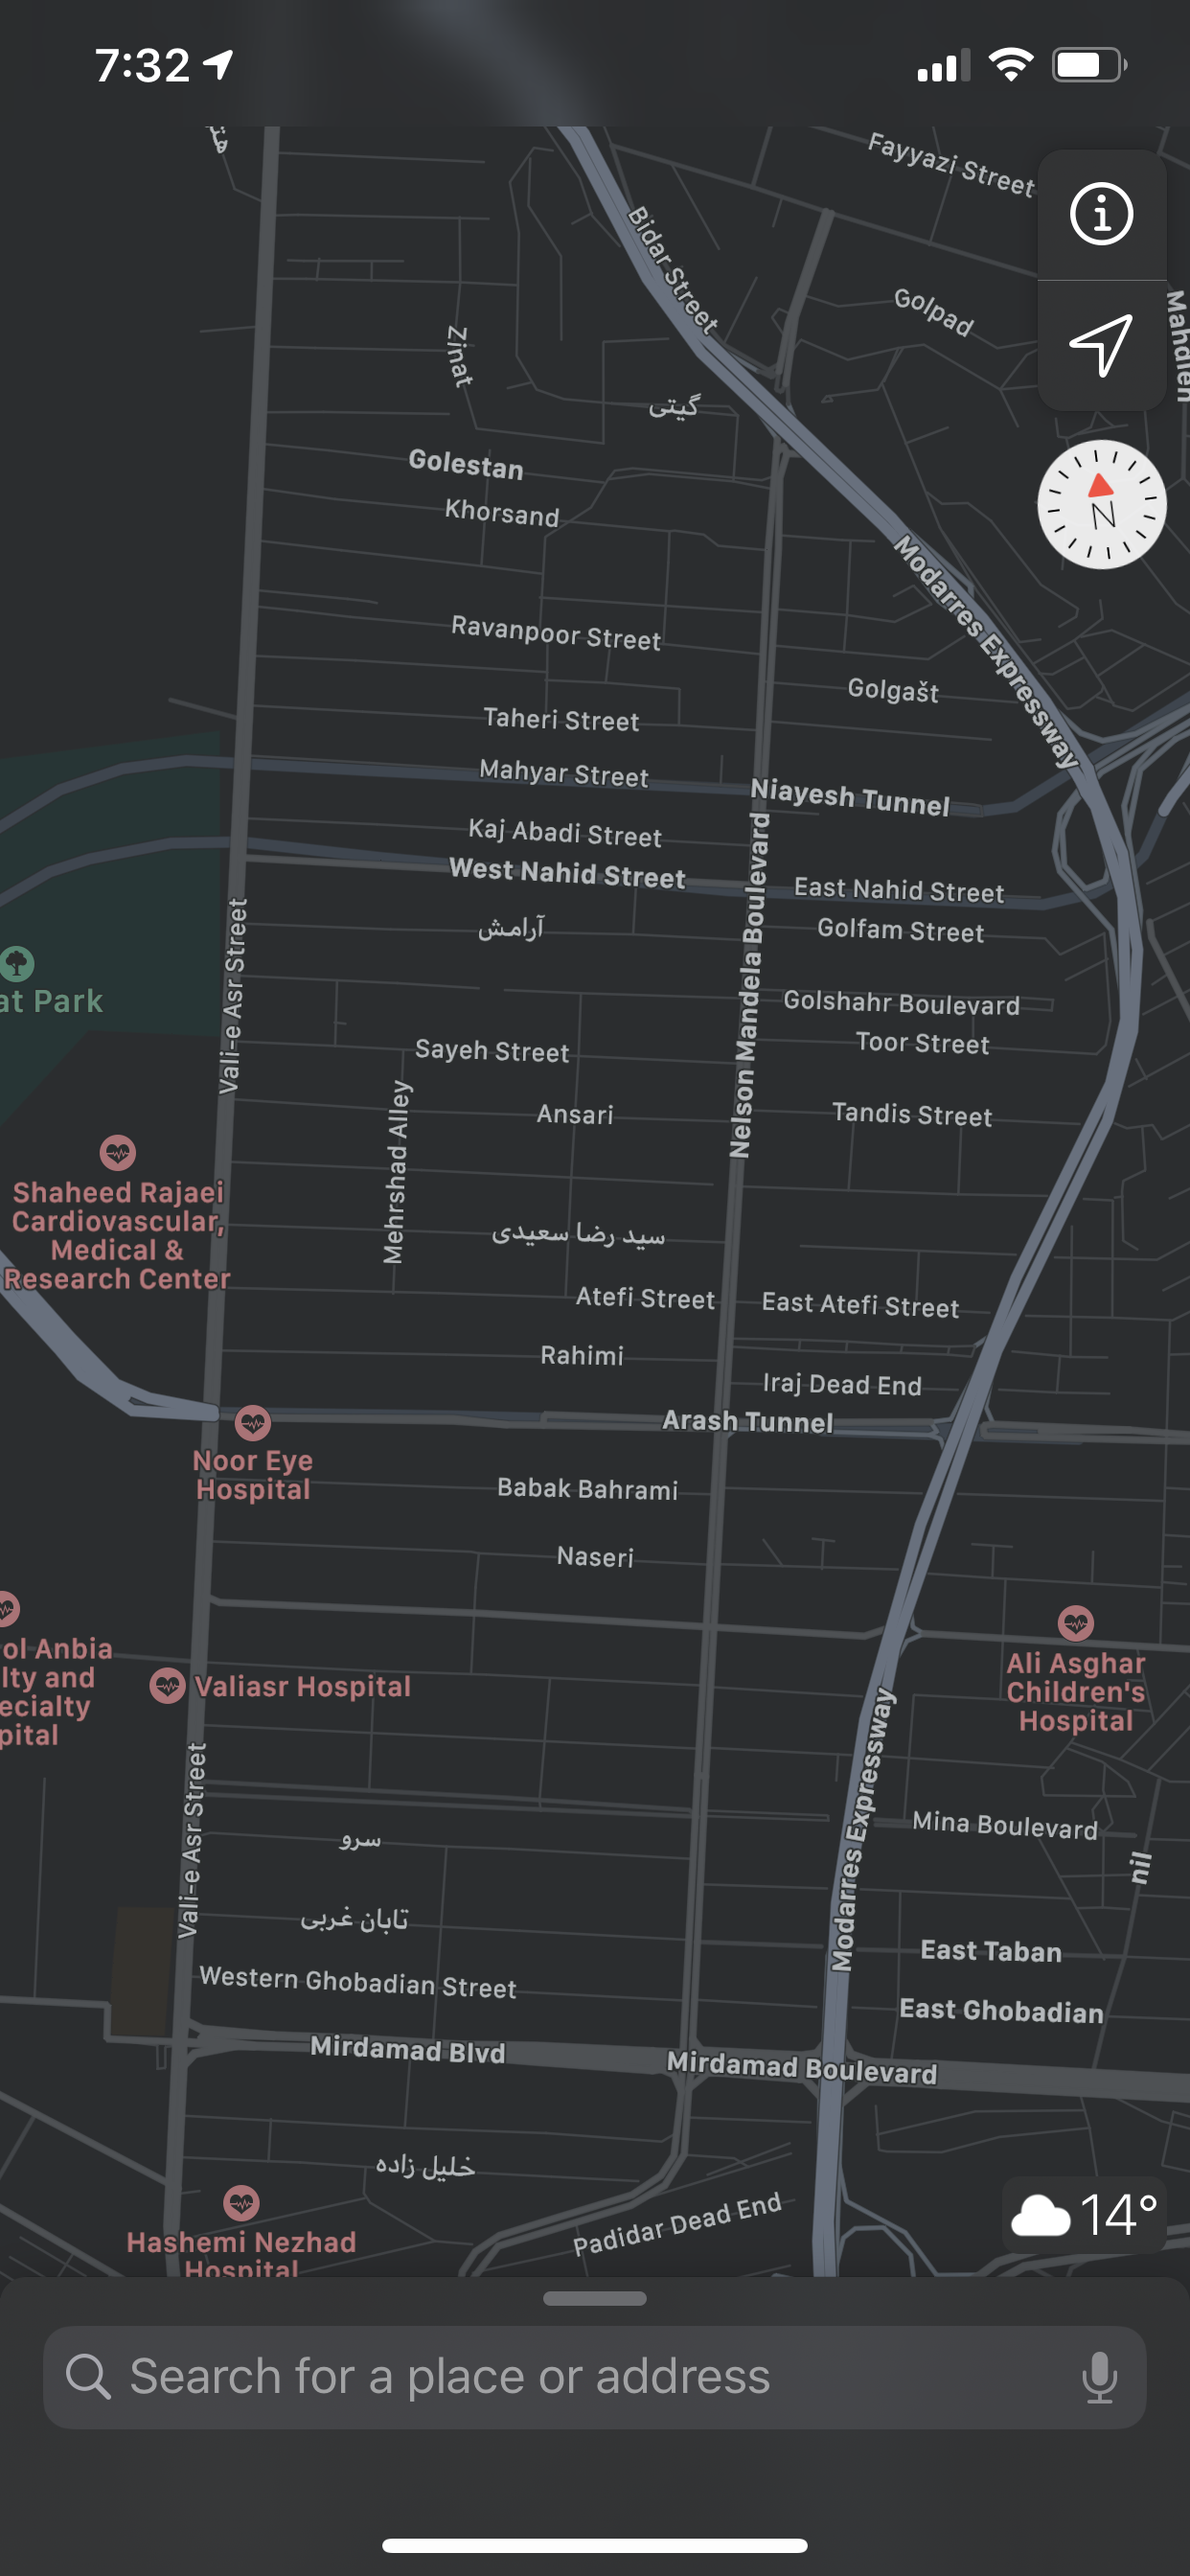 7:32
Fayyazi Street
Bidar Street
Golpad
Mahdieh
Zinat
گیتی
Golestan
Khorsand
N
Modarres Expressway
Ravanpoor Street
Golgašt
Taheri Street
Mahyar Street
Niayesh Tunnel
Kaj Abadi Street
West Nahid Street
East Nahid Street
Nelson Mandela Boulevard
آرامش
Golfam Street
Vali-e Asr Street
at Park
Golshahr Boulevard
Toor Street
Sayeh Street
Mehrshad Alley
Ansari
Tandis Street
Shaheed Rajaei
Cardiovascular,
Medical &
Research Center
سید رضا سعیدی
Atefi Street
East Atefi Street
Rahimi
Iraj Dead End
Arash Tunnel
Noor Eye
Hospital
Babak Bahrami
Naseri
ol Anbia
lty and
ecialty
pital
Valiasr Hospital
Ali Asghar
Children's
Hospital
Modarres Expressway
Vali-e Asr Street
Mina Boulevard
سرو
nil
تابان غربی
East Taban
Western Ghobadian Street
East Ghobadian
Mirdamad Blvd
Mirdamad Boulevard
خلیل زاده
Padidar Dead End
14°
Hashemi Nezhad
Hospital
Search for a place or address